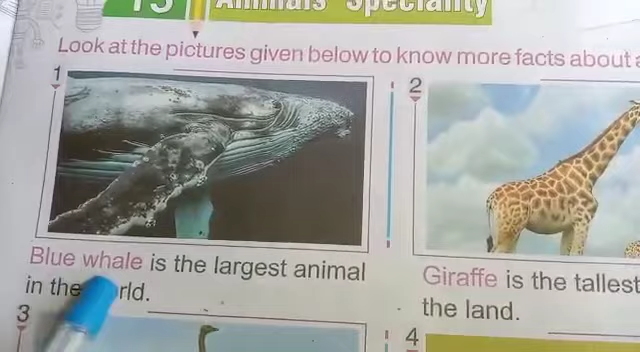 13 Animals' Speciality
Look at the pictures given below to know more facts about
1
2
Blue whale is the largest animal
in the
Giraffe is the tallest
the land.
3
4